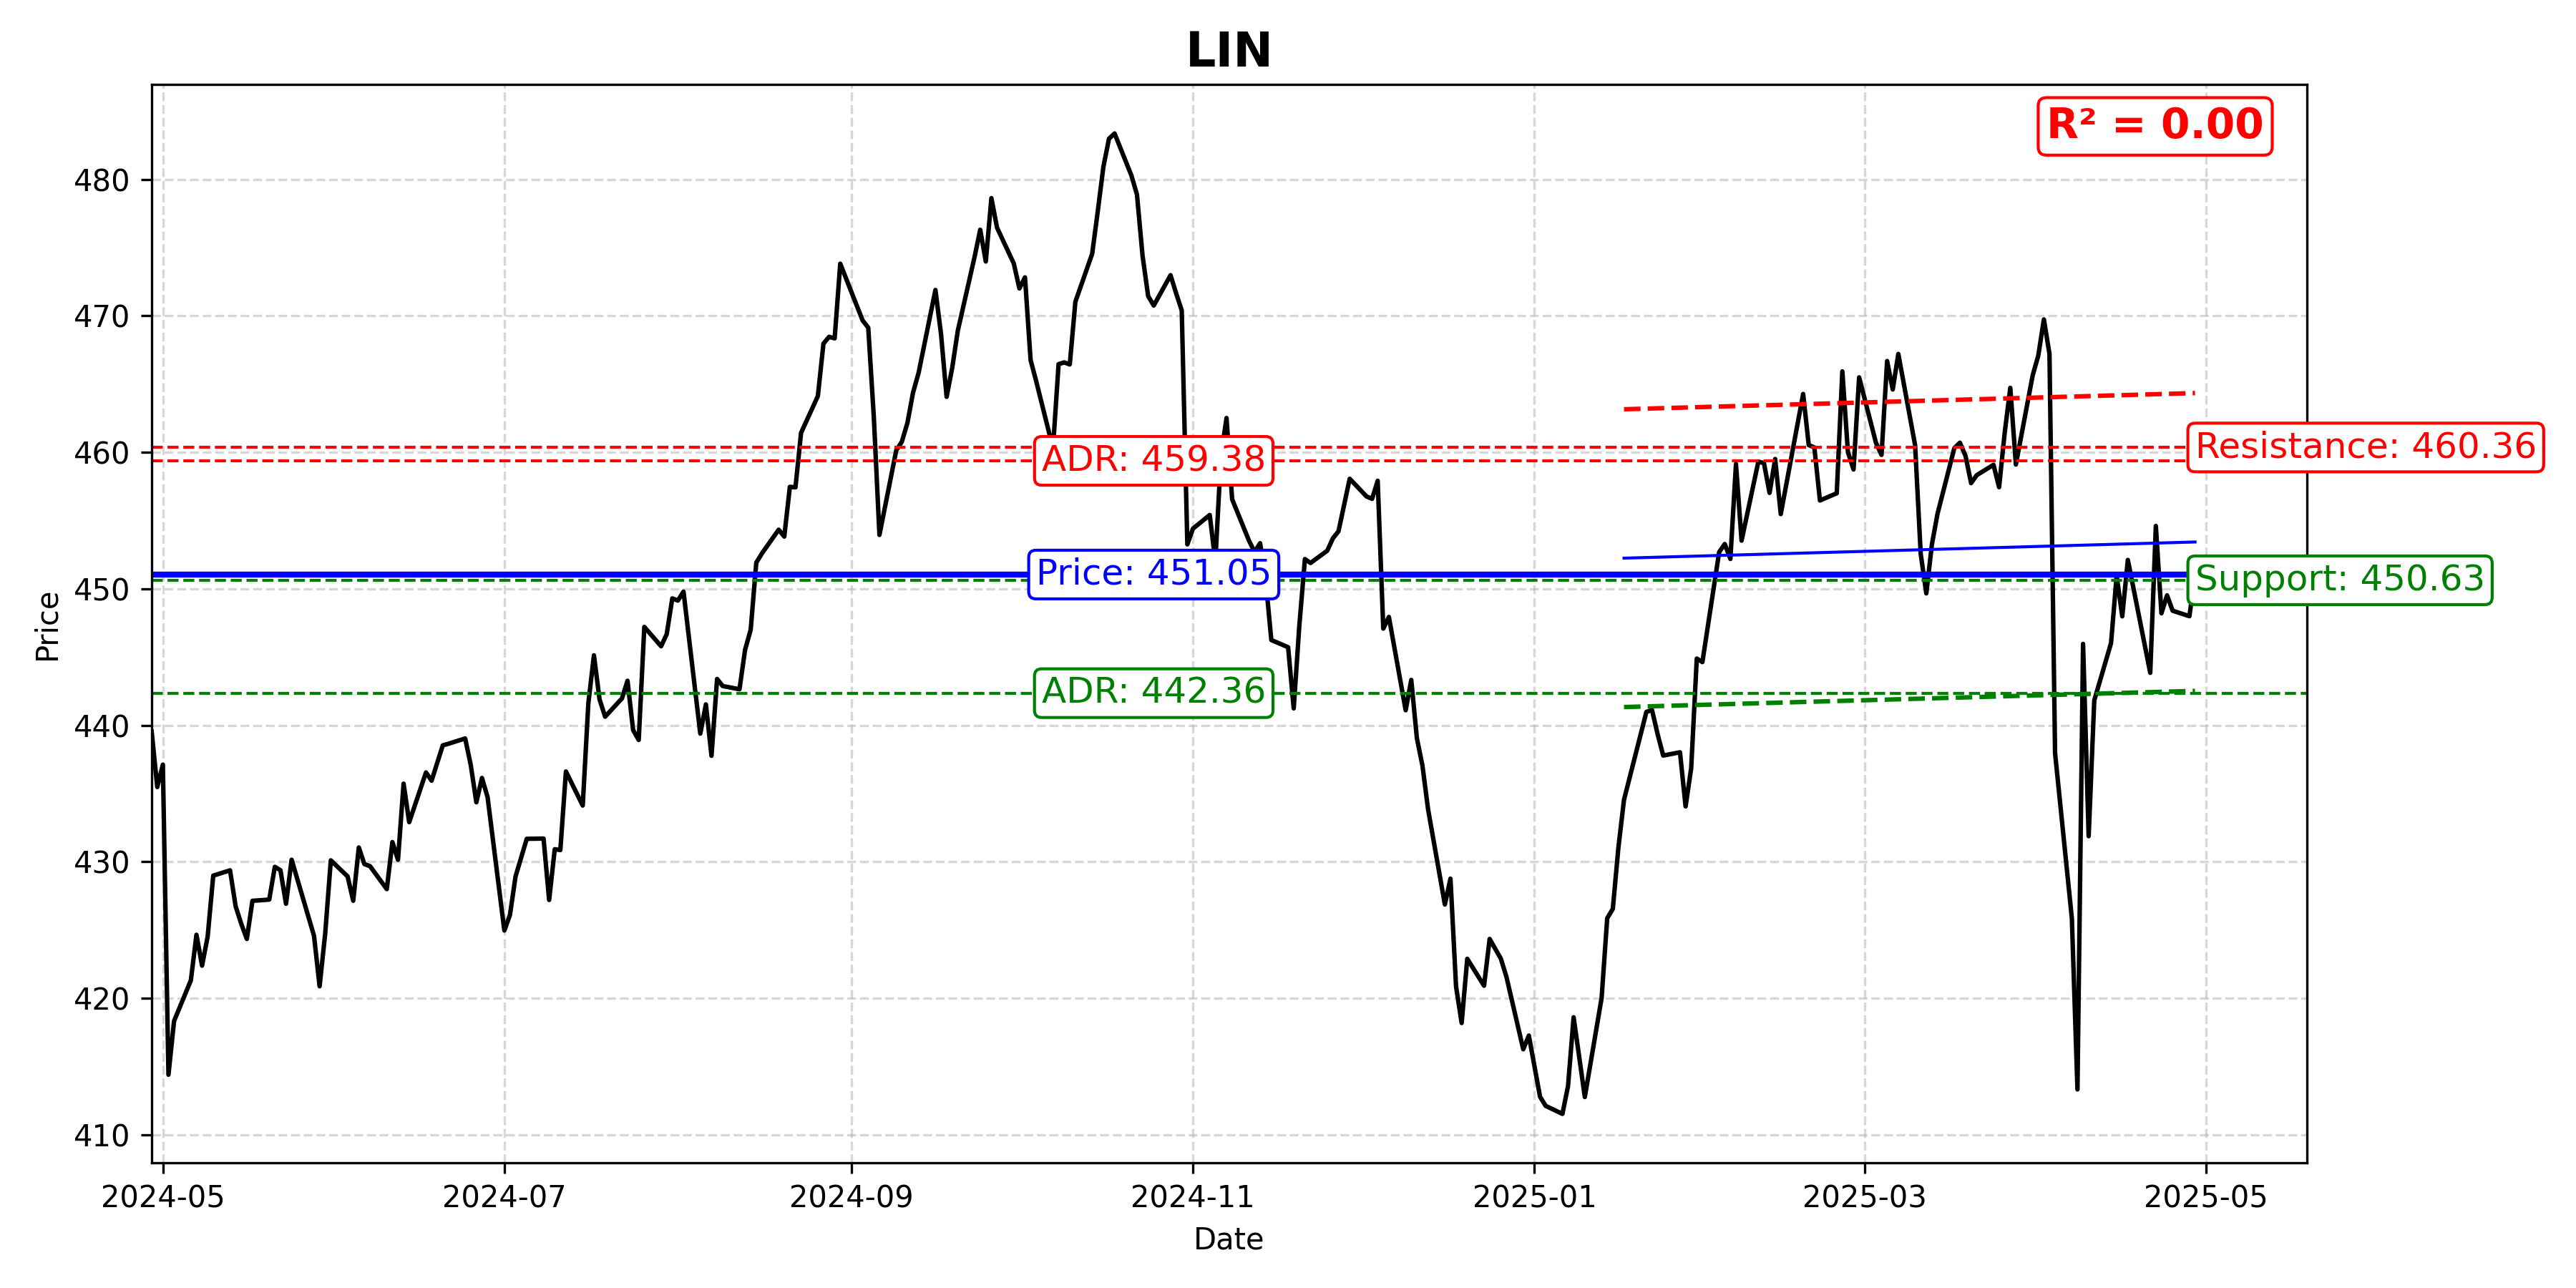 LIN
R² = 0.00
480
470
460
450
440
430
420
410
Price
ADR: 459.38
Resistance: 460.36
Price: 451.05
Support: 450.63
ADR: 442.36
2024-05
2024-07
2024-09
2024-11
2025-01
2025-03
2025-05
Date